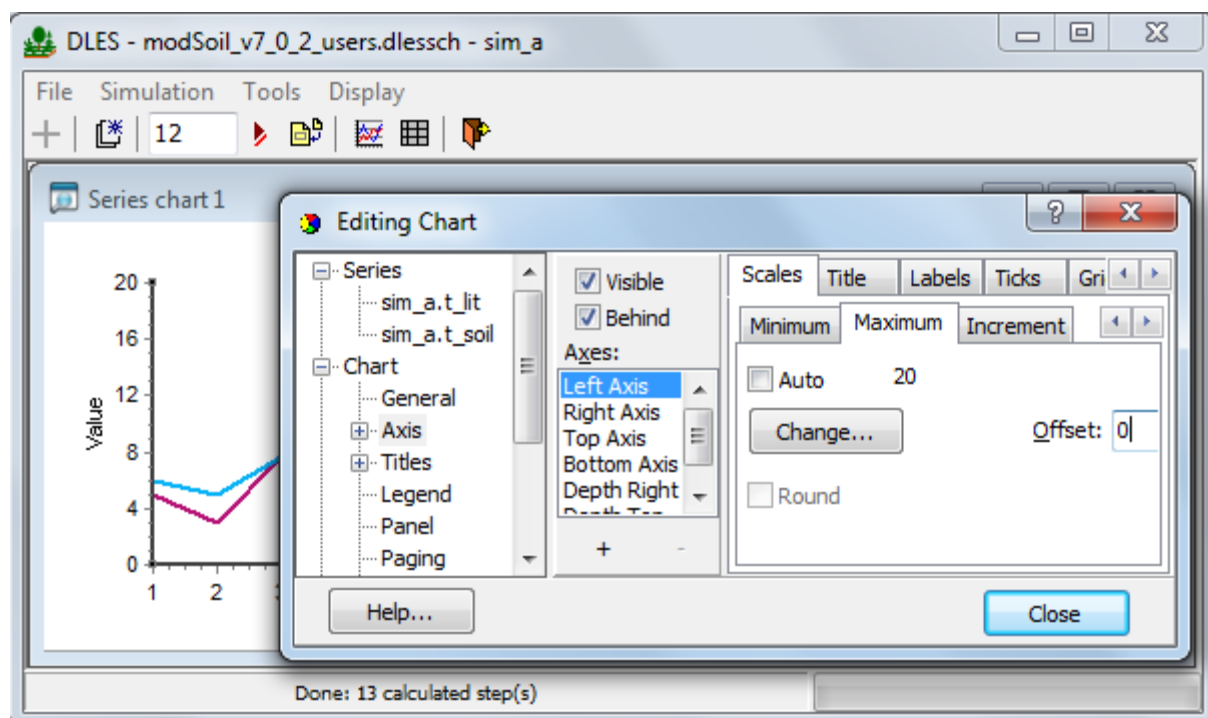 DLES - modSoil_v7_0_2_users.dlessch - sim_a
File Simulation Tools Display
12
Series chart 1
20
16
12
8
4
0
Value
1 2
Editing Chart
Series
sim_a.t_lit
sim_a.t_soil
Chart
General
Axis
Titles
Legend
Panel
Paging
Visible
Behind
Axes:
Left Axis
Right Axis
Top Axis
Bottom Axis
Depth Right
+ -
Scales Title Labels Ticks Gri
Minimum Maximum Increment
Auto 20
Change... Offset: 0
Round
Help... Close
Done: 13 calculated step(s)